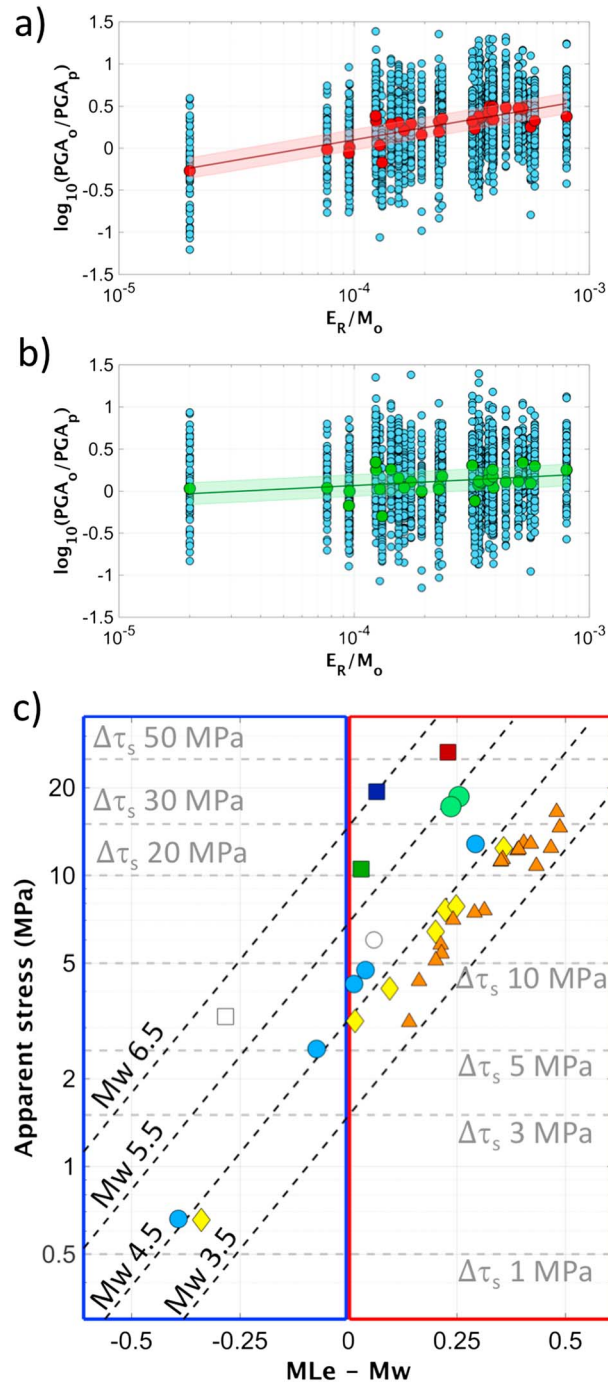 a)
log₁₀(PGAₒ/PGAₚ)
1.5
1
0.5
0
-0.5
-1
-1.5
10⁻⁵
10⁻⁴
10⁻³
E_R/Mₒ
b)
log₁₀(PGAₒ/PGAₚ)
1.5
1
0.5
0
-0.5
-1
-1.5
10⁻⁵
10⁻⁴
10⁻³
E_R/Mₒ
c)
Apparent stress (MPa)
20
10
5
2
1
0.5
Δτₛ 50 MPa
Δτₛ 30 MPa
Δτₛ 20 MPa
Δτₛ 10 MPa
Δτₛ 5 MPa
Δτₛ 3 MPa
Δτₛ 1 MPa
Mw 6.5
Mw 5.5
Mw 4.5
Mw 3.5
-0.5
-0.25
0
0.25
0.5
MLe – Mw